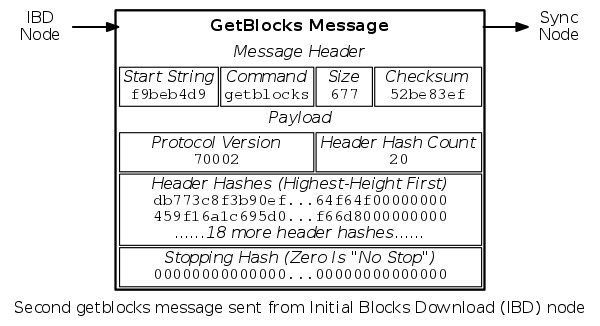 IBD Node
GetBlocks Message
Sync Node
Message Header
Start String Command Size Checksum
f9beb4d9 getblocks 677 52be83ef
Payload
Protocol Version Header Hash Count
70002 20
Header Hashes (Highest-Height First)
db773c8f3b90ef...64f64f00000000
459f16a1c695d0...f66d8000000000
......18 more header hashes......
Stopping Hash (Zero Is "No Stop")
00000000000000...00000000000000
Second getblocks message sent from Initial Blocks Download (IBD) node